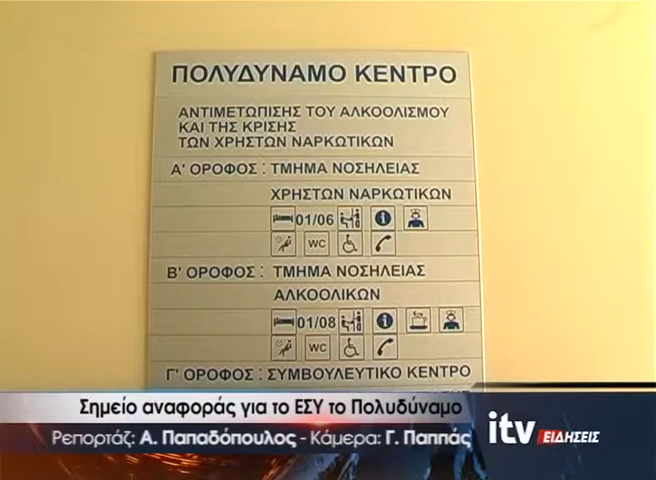 ΠΟΛΥΔΥΝΑΜΟ ΚΕΝΤΡΟ
ΑΝΤΙΜΕΤΩΠΙΣΗΣ ΤΟΥ ΑΛΚΟΟΛΙΣΜΟΥ
ΚΑΙ ΤΗΣ ΚΡΙΣΗΣ
ΤΩΝ ΧΡΗΣΤΩΝ ΝΑΡΚΩΤΙΚΩΝ
Α' ΟΡΟΦΟΣ : ΤΜΗΜΑ ΝΟΣΗΛΕΙΑΣ
ΧΡΗΣΤΩΝ ΝΑΡΚΩΤΙΚΩΝ
01/06
WC
Β' ΟΡΟΦΟΣ : ΤΜΗΜΑ ΝΟΣΗΛΕΙΑΣ
ΑΛΚΟΟΛΙΚΩΝ
01/08
WC
Γ' ΟΡΟΦΟΣ : ΣΥΜΒΟΥΛΕΥΤΙΚΟ ΚΕΝΤΡΟ
Σημείο αναφοράς για το ΕΣΥ το Πολυδύναμο
Ρεπορτάζ: Α. Παπαδόπουλος - Κάμερα: Γ. Παππάς
itv ΕΙΔΗΣΕΙΣ